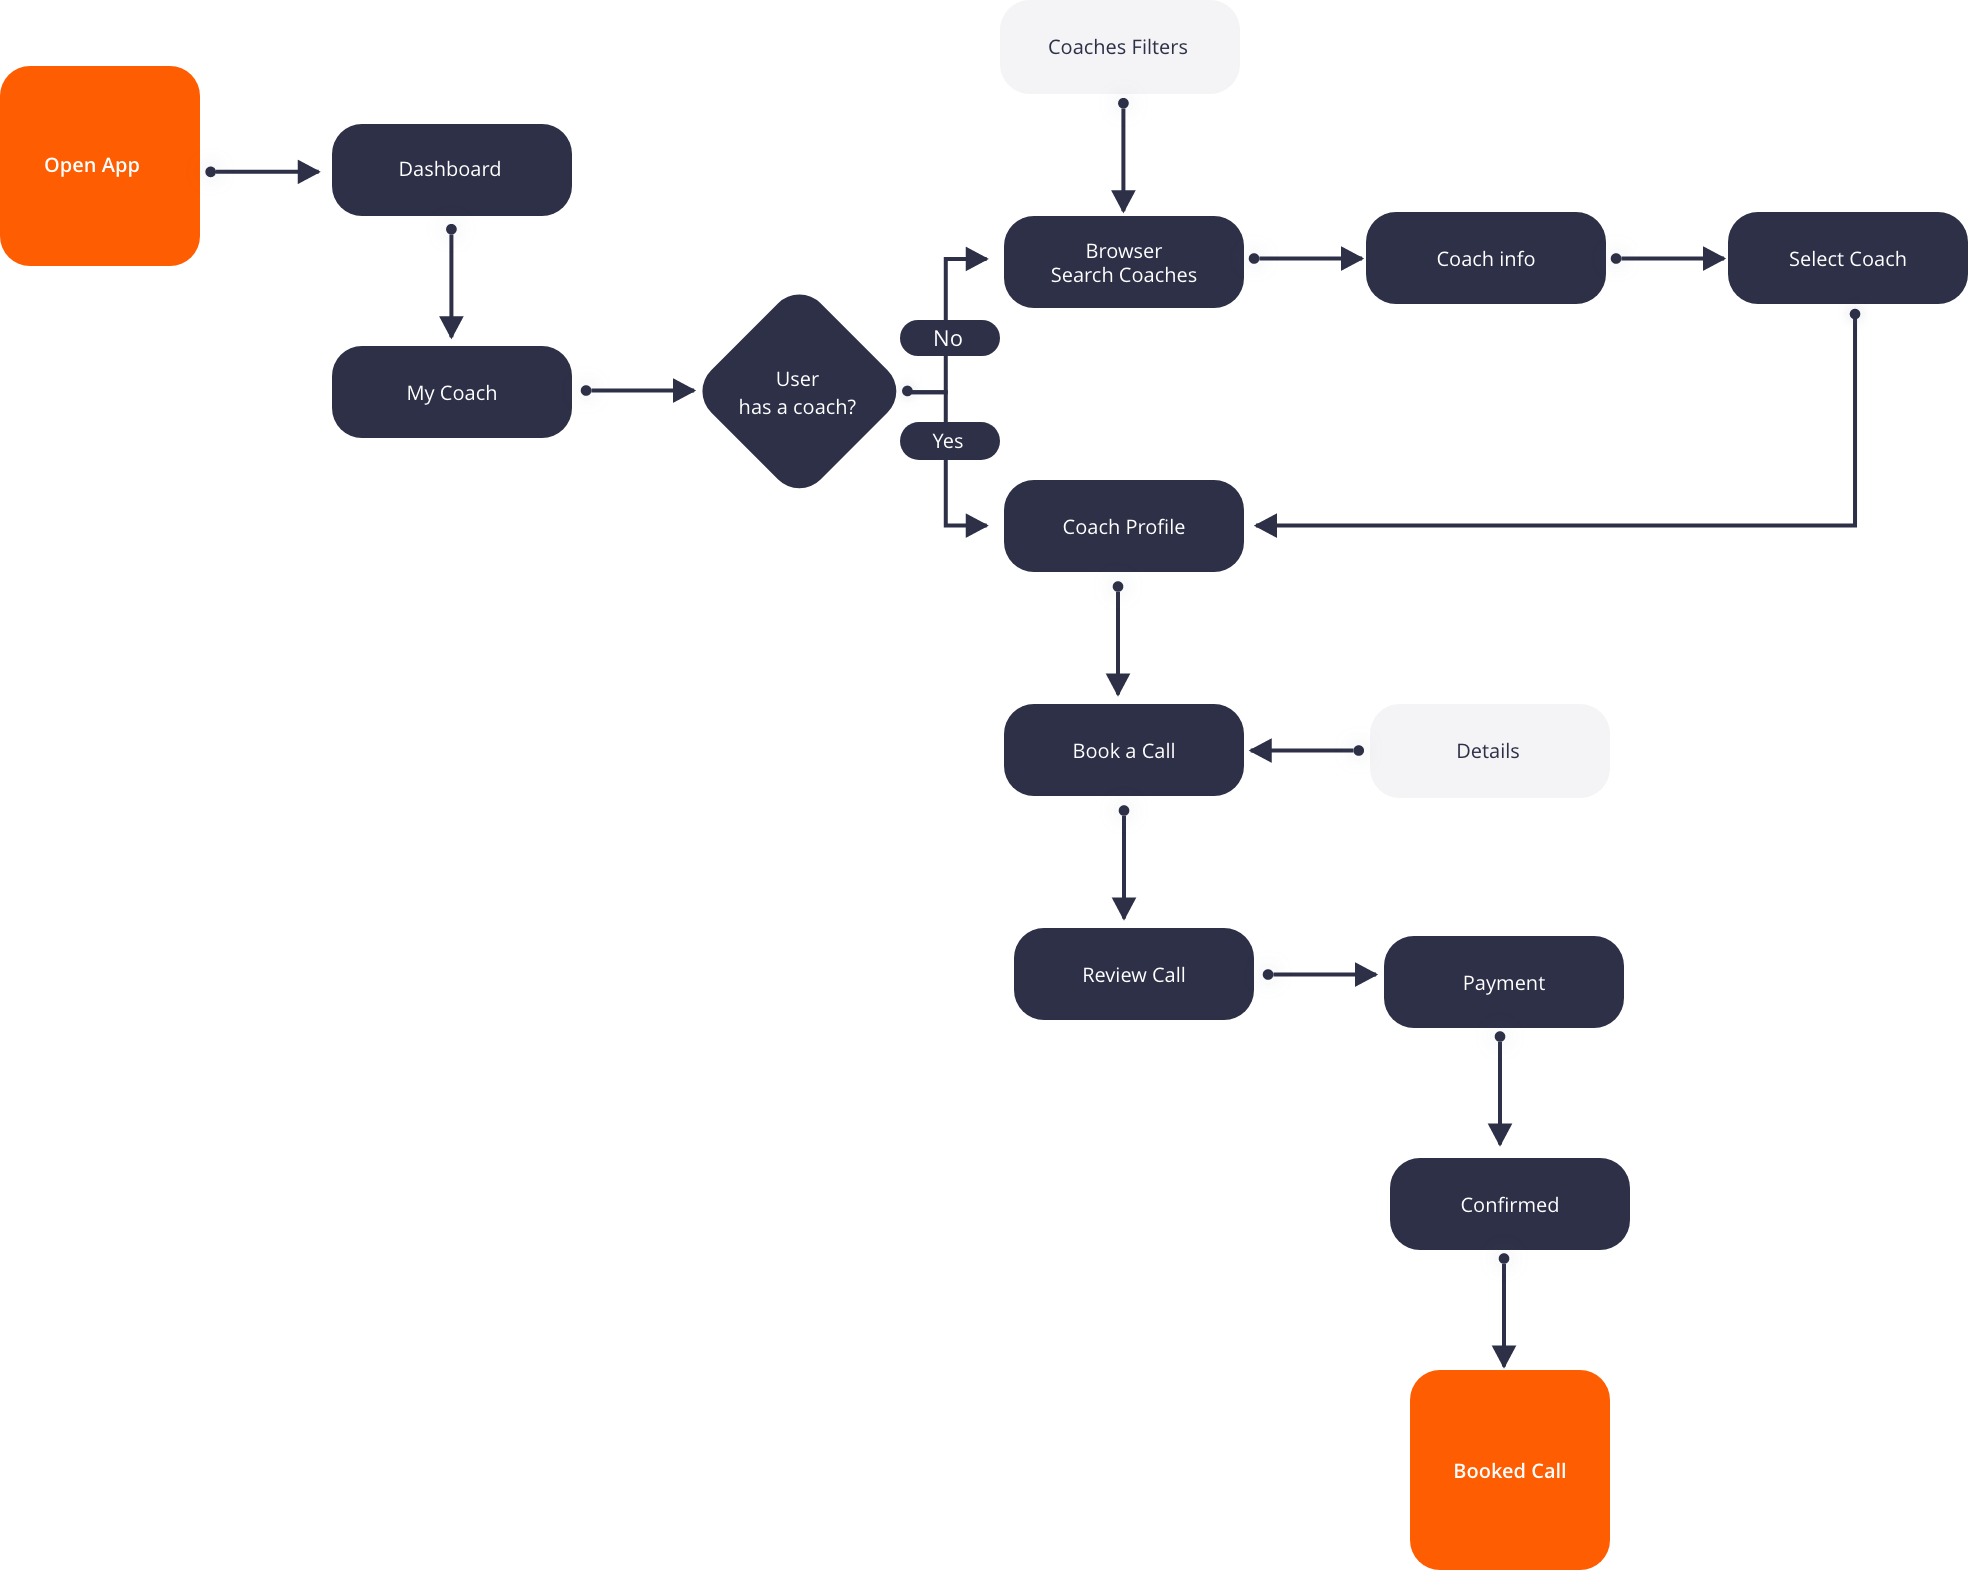 Coaches Filters
Open App
Dashboard
Browser
Search Coaches
Coach info
Select Coach
No
User
has a coach?
My Coach
Yes
Coach Profile
Book a Call
Details
Review Call
Payment
Confirmed
Booked Call